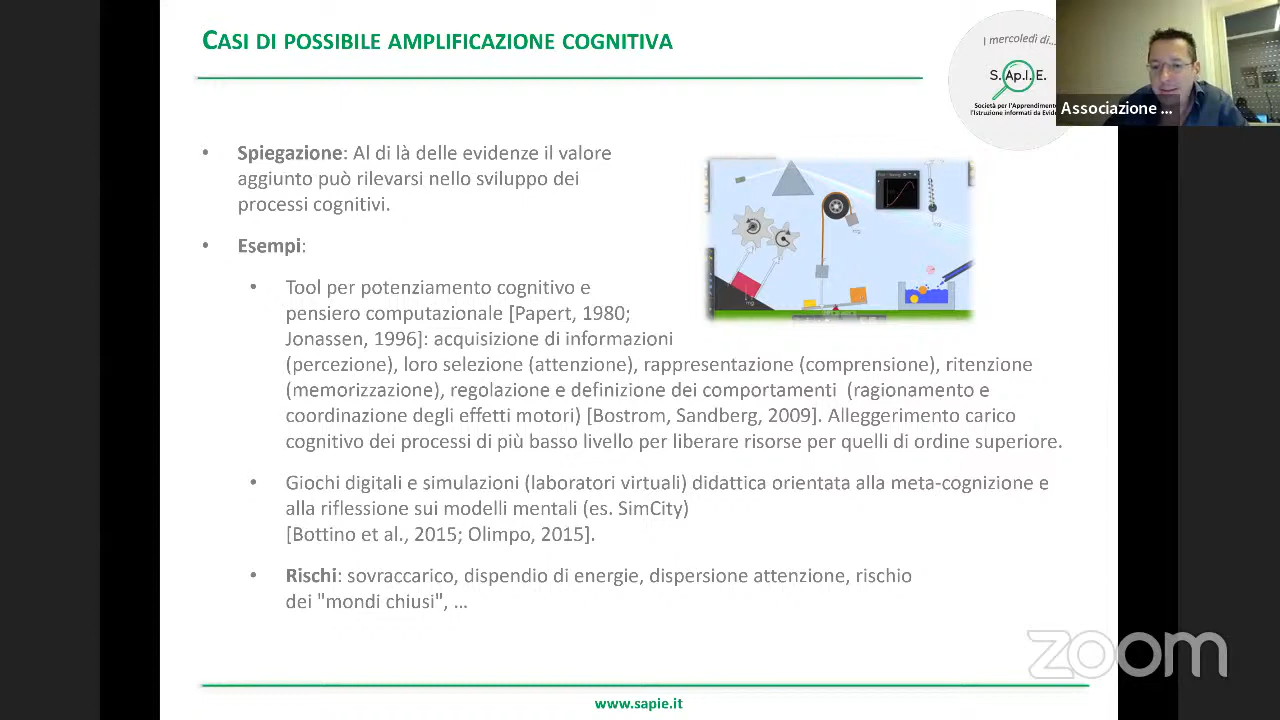 CASI DI POSSIBILE AMPLIFICAZIONE COGNITIVA
I mercoledì di...
S.Ap.I.E.
Società per l'Apprendimento
l'Istruzione informati da Evid
Associazione ...
• Spiegazione: Al di là delle evidenze il valore
aggiunto può rilevarsi nello sviluppo dei
processi cognitivi.
• Esempi:
• Tool per potenziamento cognitivo e
pensiero computazionale [Papert, 1980;
Jonassen, 1996]: acquisizione di informazioni
(percezione), loro selezione (attenzione), rappresentazione (comprensione), ritenzione
(memorizzazione), regolazione e definizione dei comportamenti (ragionamento e
coordinazione degli effetti motori) [Bostrom, Sandberg, 2009]. Alleggerimento carico
cognitivo dei processi di più basso livello per liberare risorse per quelli di ordine superiore.
• Giochi digitali e simulazioni (laboratori virtuali) didattica orientata alla meta-cognizione e
alla riflessione sui modelli mentali (es. SimCity)
[Bottino et al., 2015; Olimpo, 2015].
• Rischi: sovraccarico, dispendio di energie, dispersione attenzione, rischio
dei "mondi chiusi", ...
zoom
www.sapie.it